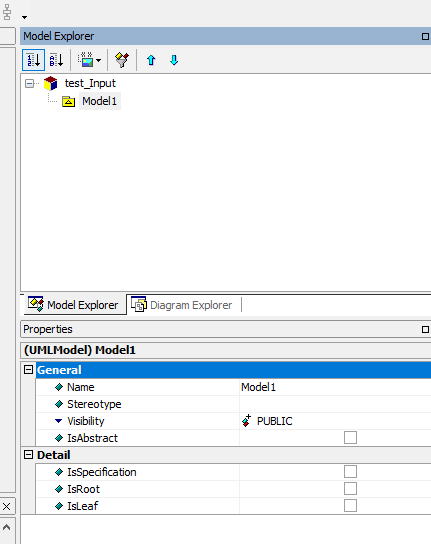 Model Explorer
test_Input
Model1
Model Explorer Diagram Explorer
Properties
(UMLModel) Model1
General
Name Model1
Stereotype
Visibility PUBLIC
IsAbstract
Detail
IsSpecification
IsRoot
IsLeaf